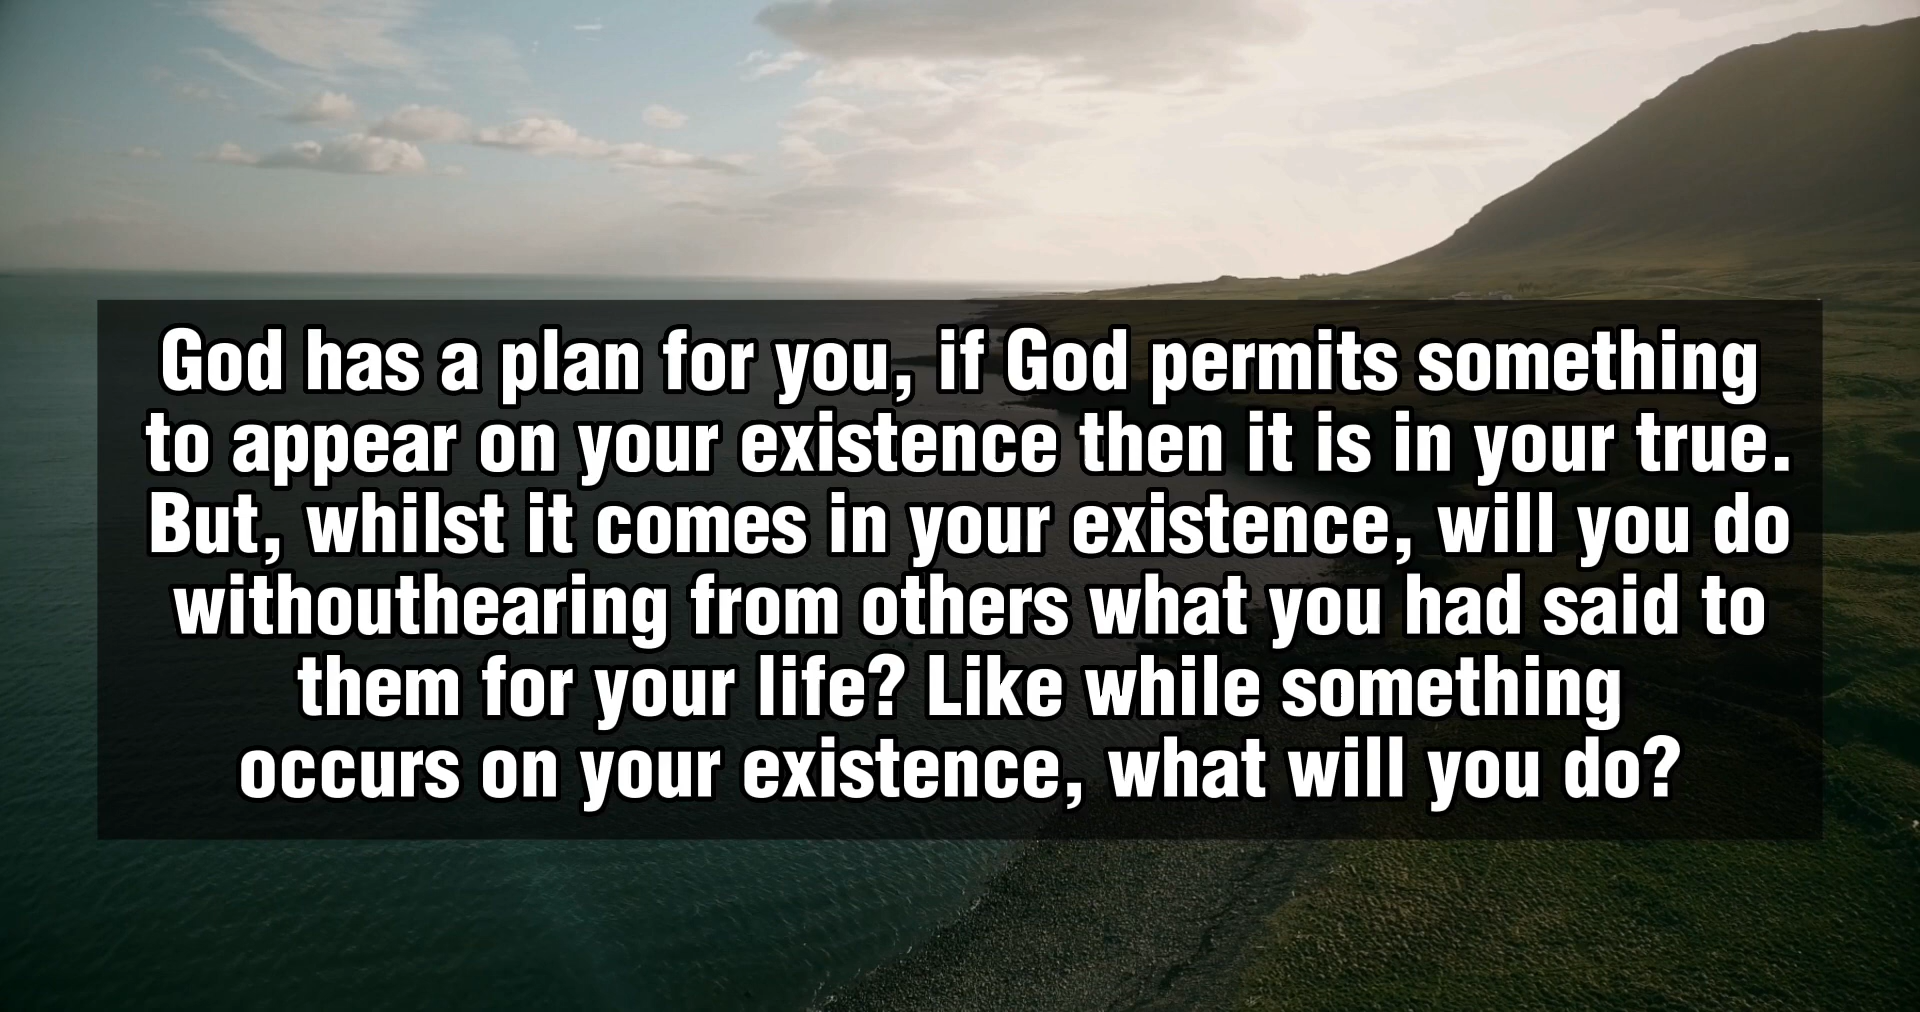 God has a plan for you, if God permits something
to appear on your existence then it is in your true.
But, whilst it comes in your existence, will you do
withouthearing from others what you had said to
them for your life? Like while something
occurs on your existence, what will you do?